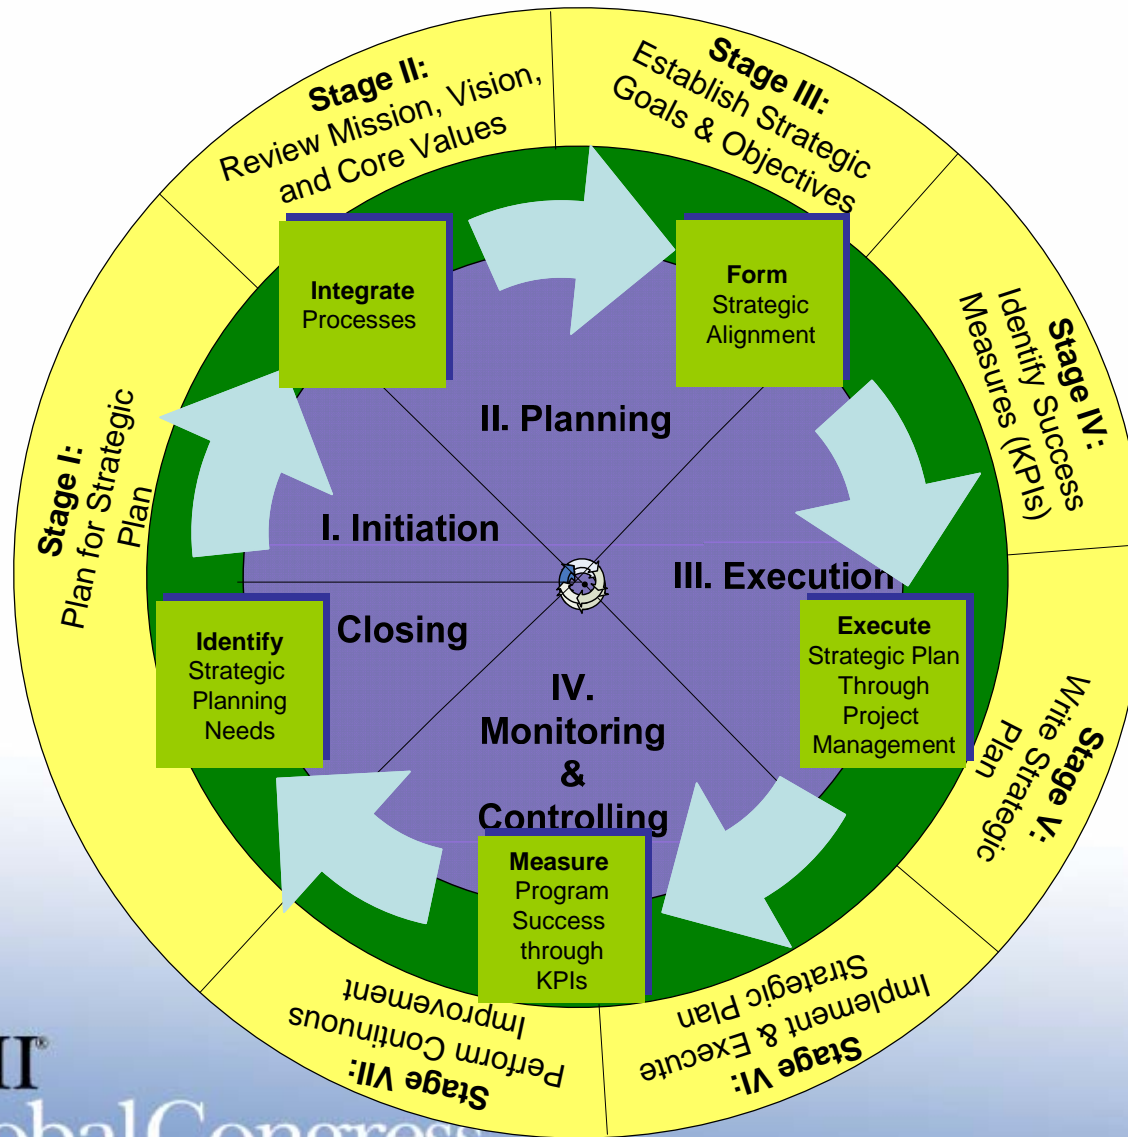 Stage I:
Plan for Strategic
Plan
Stage II:
Review Mission, Vision,
and Core Values
Stage III:
Establish Strategic
Goals & Objectives
Stage IV:
Identify Success
Measures (KPIs)
Stage V:
Write Strategic
Plan
Stage VI:
Implement & Execute
Strategic Plan
Stage VII:
Perform Continuous
Improvement
Integrate
Processes
Form
Strategic
Alignment
Execute
Strategic Plan
Through
Project
Management
Measure
Program
Success
through
KPIs
Identify
Strategic
Planning
Needs
I. Initiation
II. Planning
III. Execution
IV.
Monitoring
&
Controlling
Closing